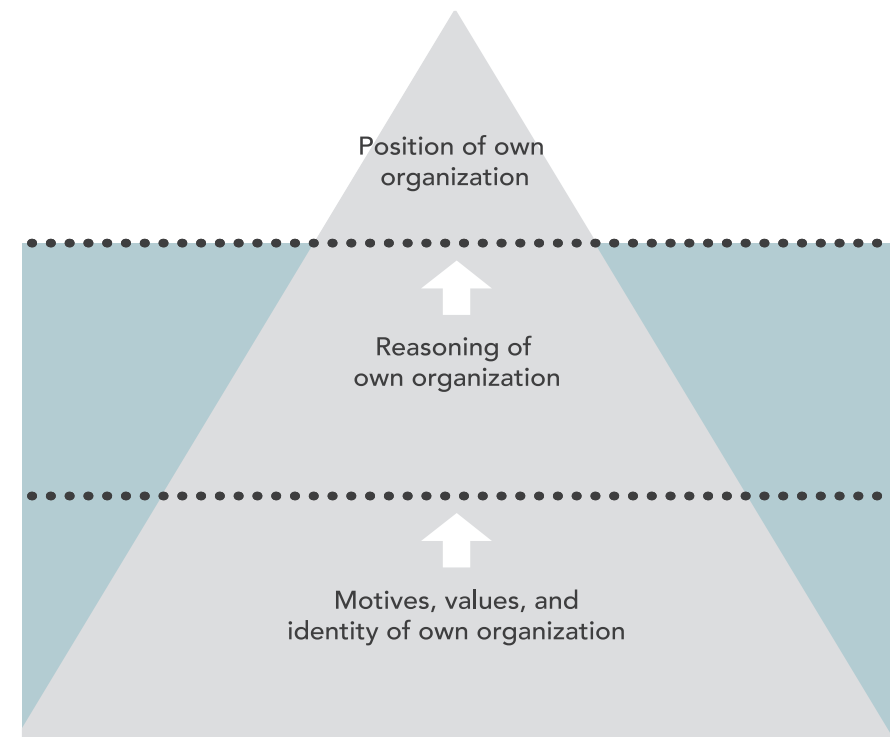 Position of own
organization
Reasoning of
own organization
Motives, values, and
identity of own organization